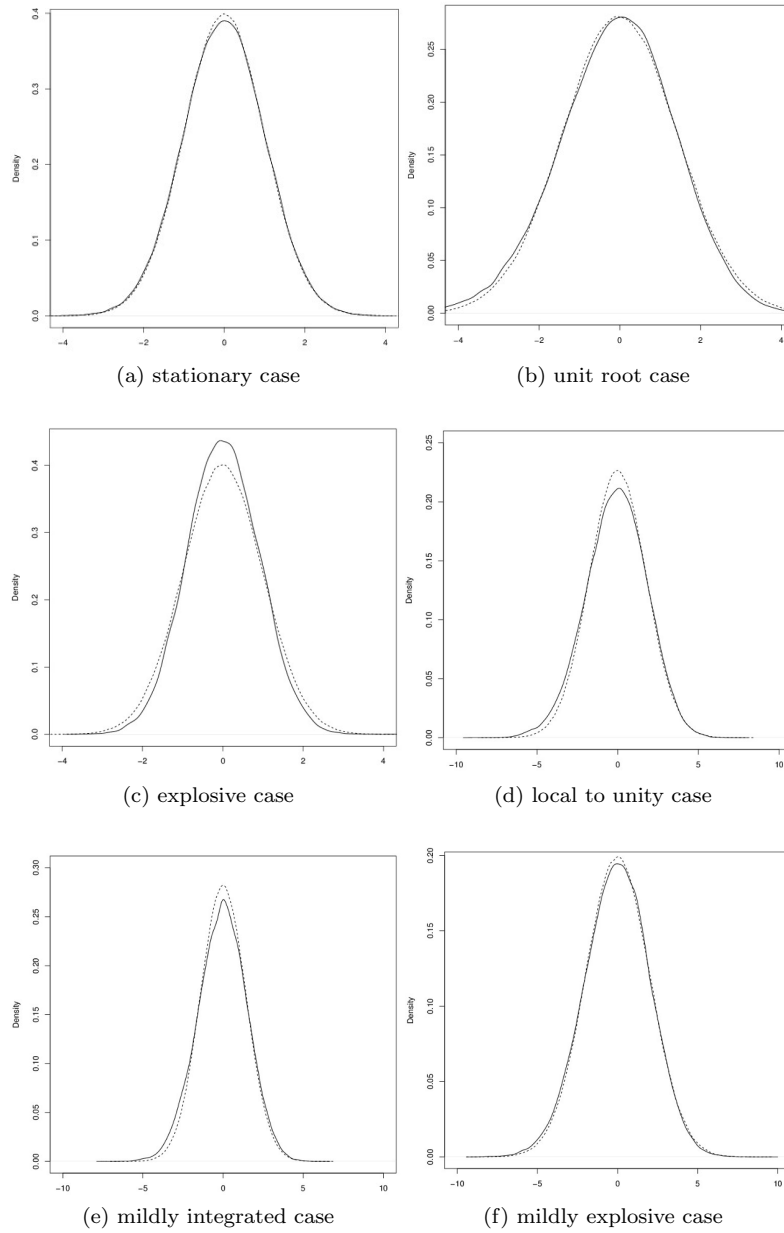 0.4
0.3
0.2
0.1
0.0
Density
−4 −2 0 2 4
(a) stationary case
0.25
0.20
0.15
0.10
0.05
0.00
Density
−4 −2 0 2 4
(b) unit root case
0.4
0.3
0.2
0.1
0.0
Density
−4 −2 0 2 4
(c) explosive case
0.25
0.20
0.15
0.10
0.05
0.00
Density
−10 −5 0 5 10
(d) local to unity case
0.30
0.25
0.20
0.15
0.10
0.05
0.00
Density
−10 −5 0 5 10
(e) mildly integrated case
0.20
0.15
0.10
0.05
0.00
Density
−10 −5 0 5 10
(f) mildly explosive case